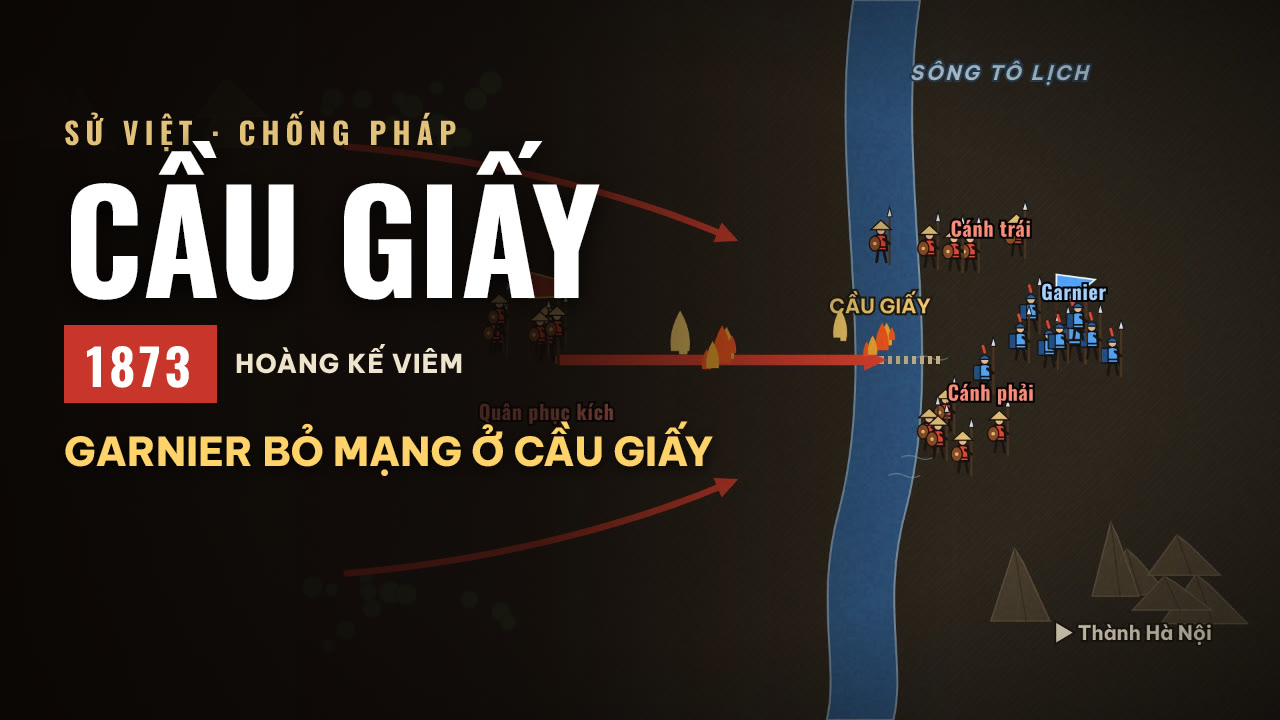 SỬ VIỆT · CHỐNG PHÁP
CẦU GIẤY
1873
HOÀNG KẾ VIÊM
GARNIER BỎ MẠNG Ở CẦU GIẤY
SÔNG TÔ LỊCH
Cánh trái
Garnier
CẦU GIẤY
Cánh phải
Quân phục kích
Thành Hà Nội